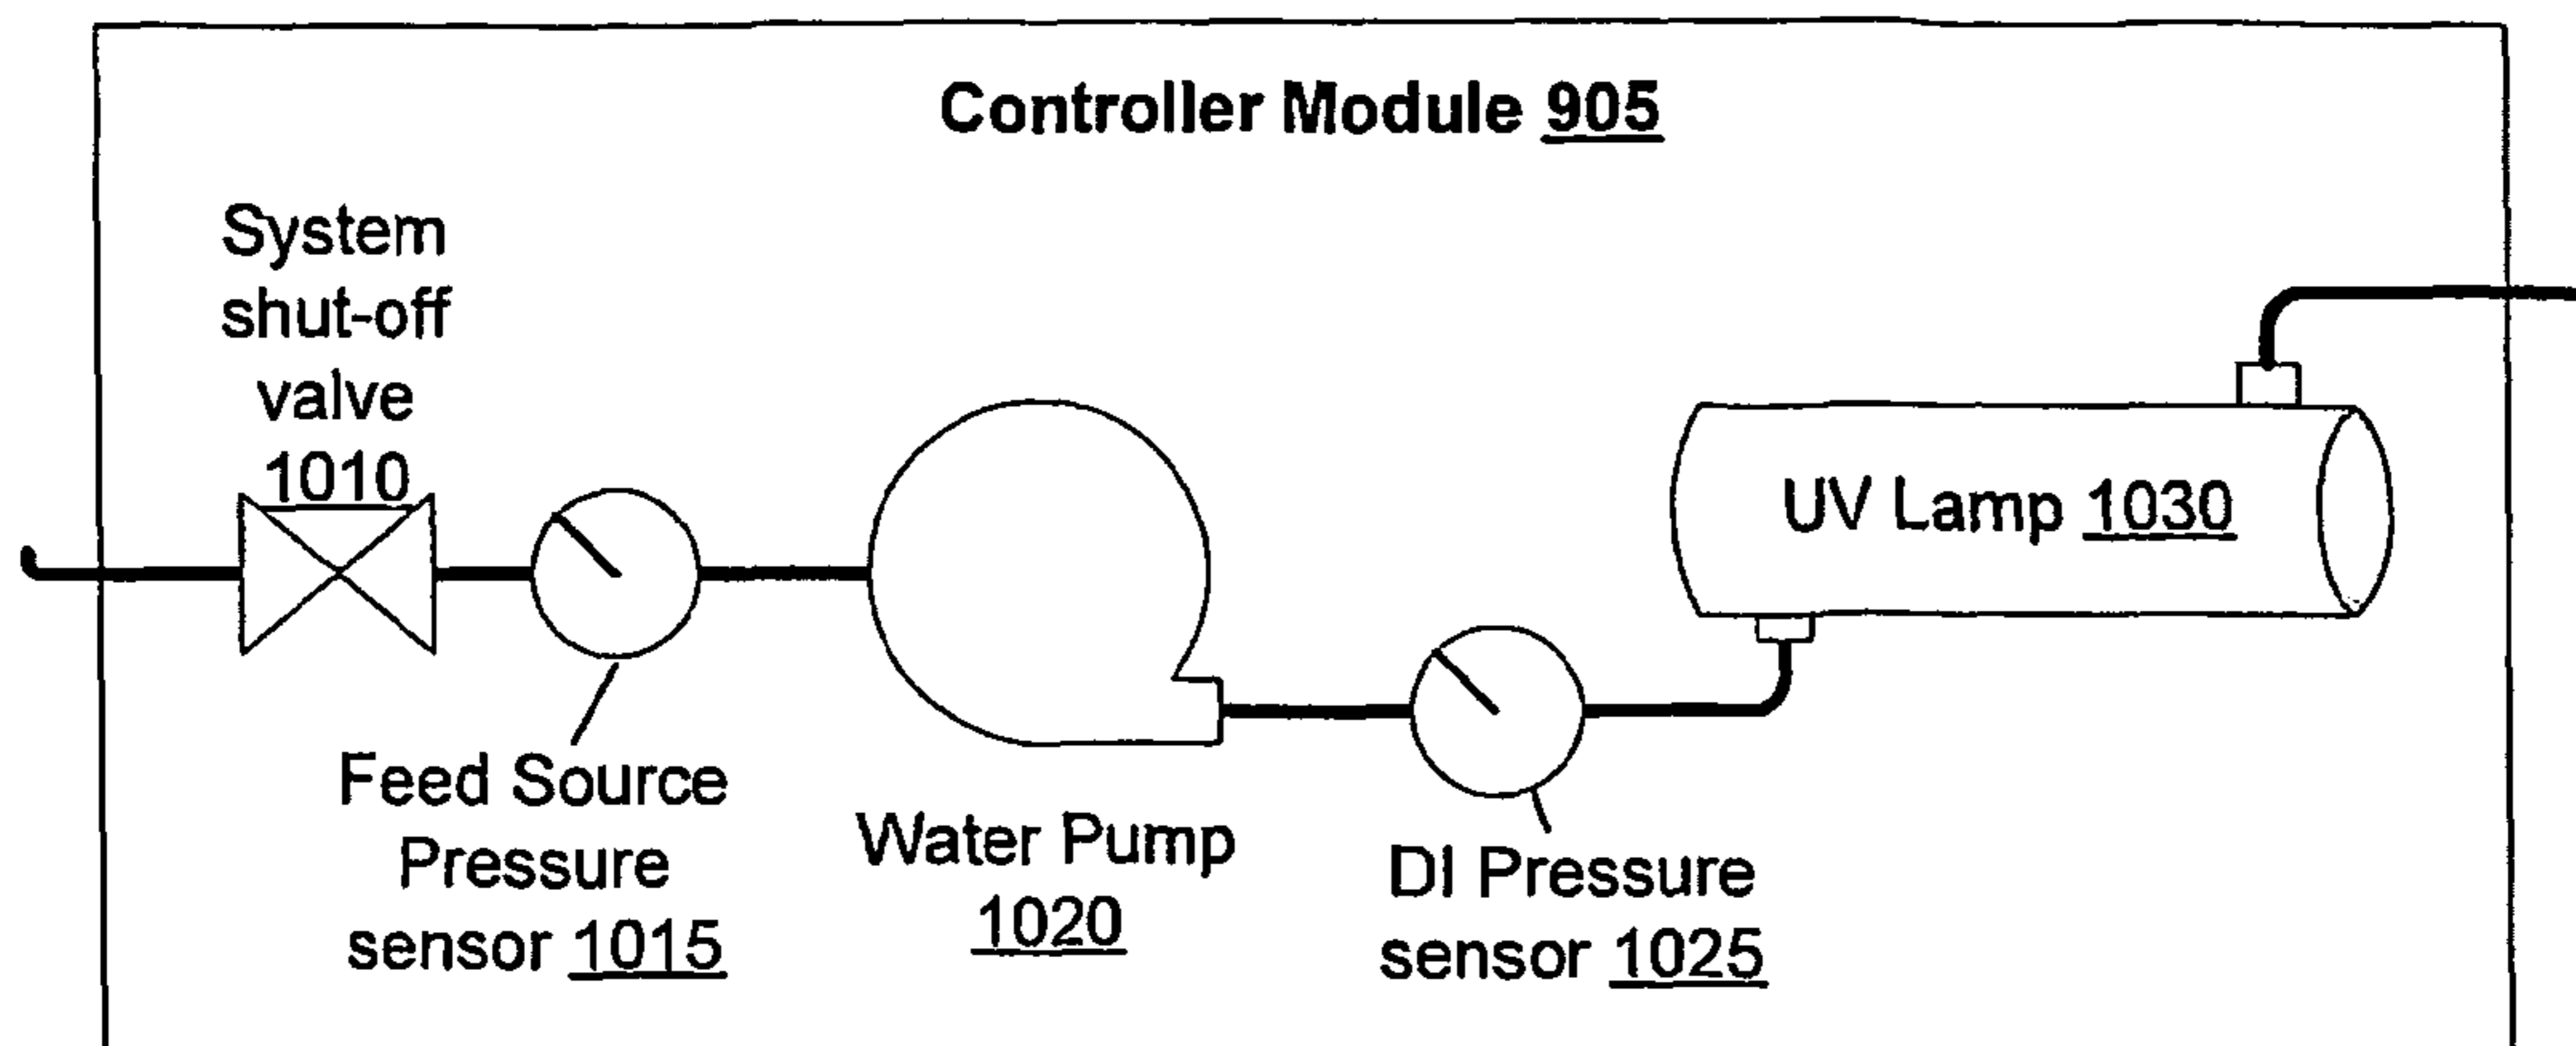 Controller Module 905
System
shut-off
valve
1010
UV Lamp 1030
Feed Source
Pressure
sensor 1015
Water Pump
1020
DI Pressure
sensor 1025